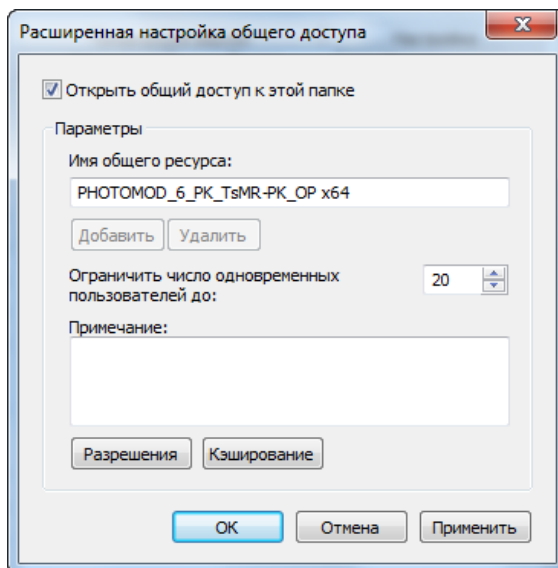 Расширенная настройка общего доступа
Открыть общий доступ к этой папке
Параметры
Имя общего ресурса:
PHOTOMOD_6_PK_TsMR-PK_OP x64
Добавить Удалить
Ограничить число одновременных 20
пользователей до:
Примечание:
Разрешения Кэширование
ОК Отмена Применить